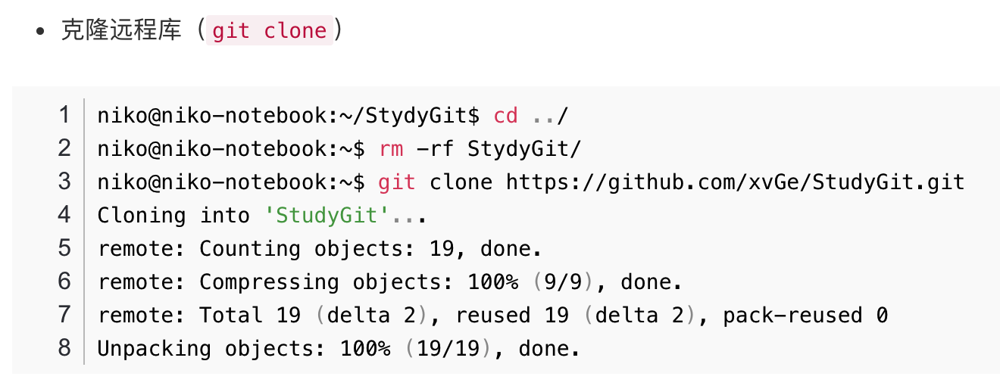 • 克隆远程库（git clone）
1 niko@niko-notebook:~/StydyGit$ cd ../
2 niko@niko-notebook:~$ rm -rf StydyGit/
3 niko@niko-notebook:~$ git clone https://github.com/xvGe/StudyGit.git
4 Cloning into 'StudyGit'...
5 remote: Counting objects: 19, done.
6 remote: Compressing objects: 100% (9/9), done.
7 remote: Total 19 (delta 2), reused 19 (delta 2), pack-reused 0
8 Unpacking objects: 100% (19/19), done.